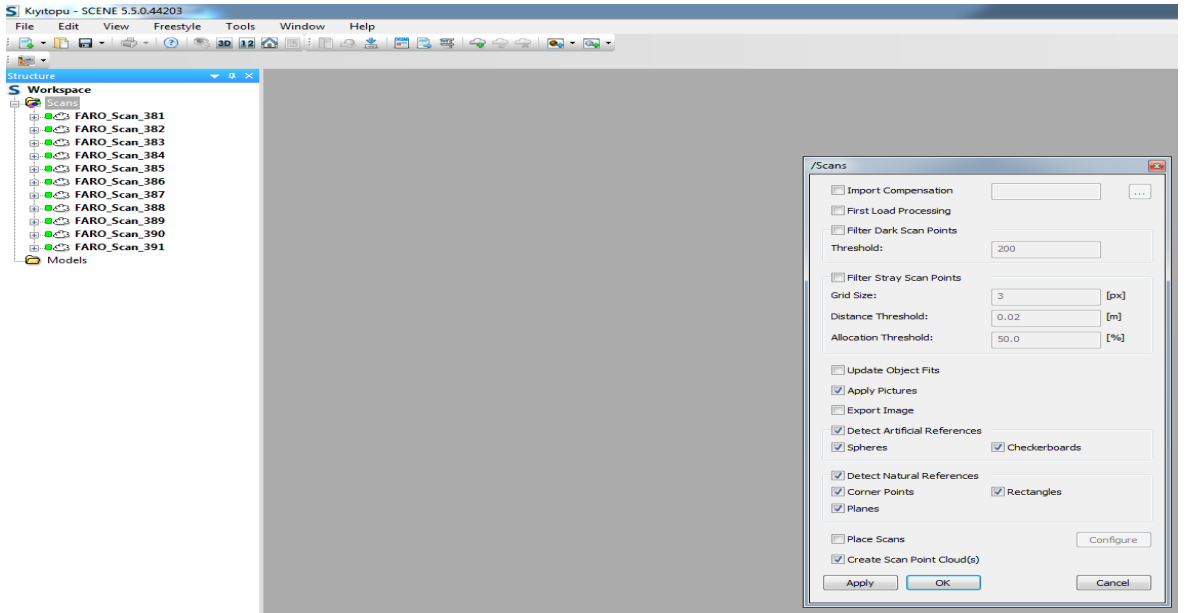 Kıyıtopu - SCENE 5.5.0.44203
File Edit View Freestyle Tools Window Help
3D 12
Structure
Workspace
Scans
FARO_Scan_381
FARO_Scan_382
FARO_Scan_383
FARO_Scan_384
FARO_Scan_385
FARO_Scan_386
FARO_Scan_387
FARO_Scan_388
FARO_Scan_389
FARO_Scan_390
FARO_Scan_391
Models
/Scans
Import Compensation ...
First Load Processing
Filter Dark Scan Points
Threshold: 200
Filter Stray Scan Points
Grid Size: 3 [px]
Distance Threshold: 0.02 [m]
Allocation Threshold: 50.0 [%]
Update Object Fits
Apply Pictures
Export Image
Detect Artificial References
Spheres Checkerboards
Detect Natural References
Corner Points Rectangles
Planes
Place Scans Configure
Create Scan Point Cloud(s)
Apply OK Cancel